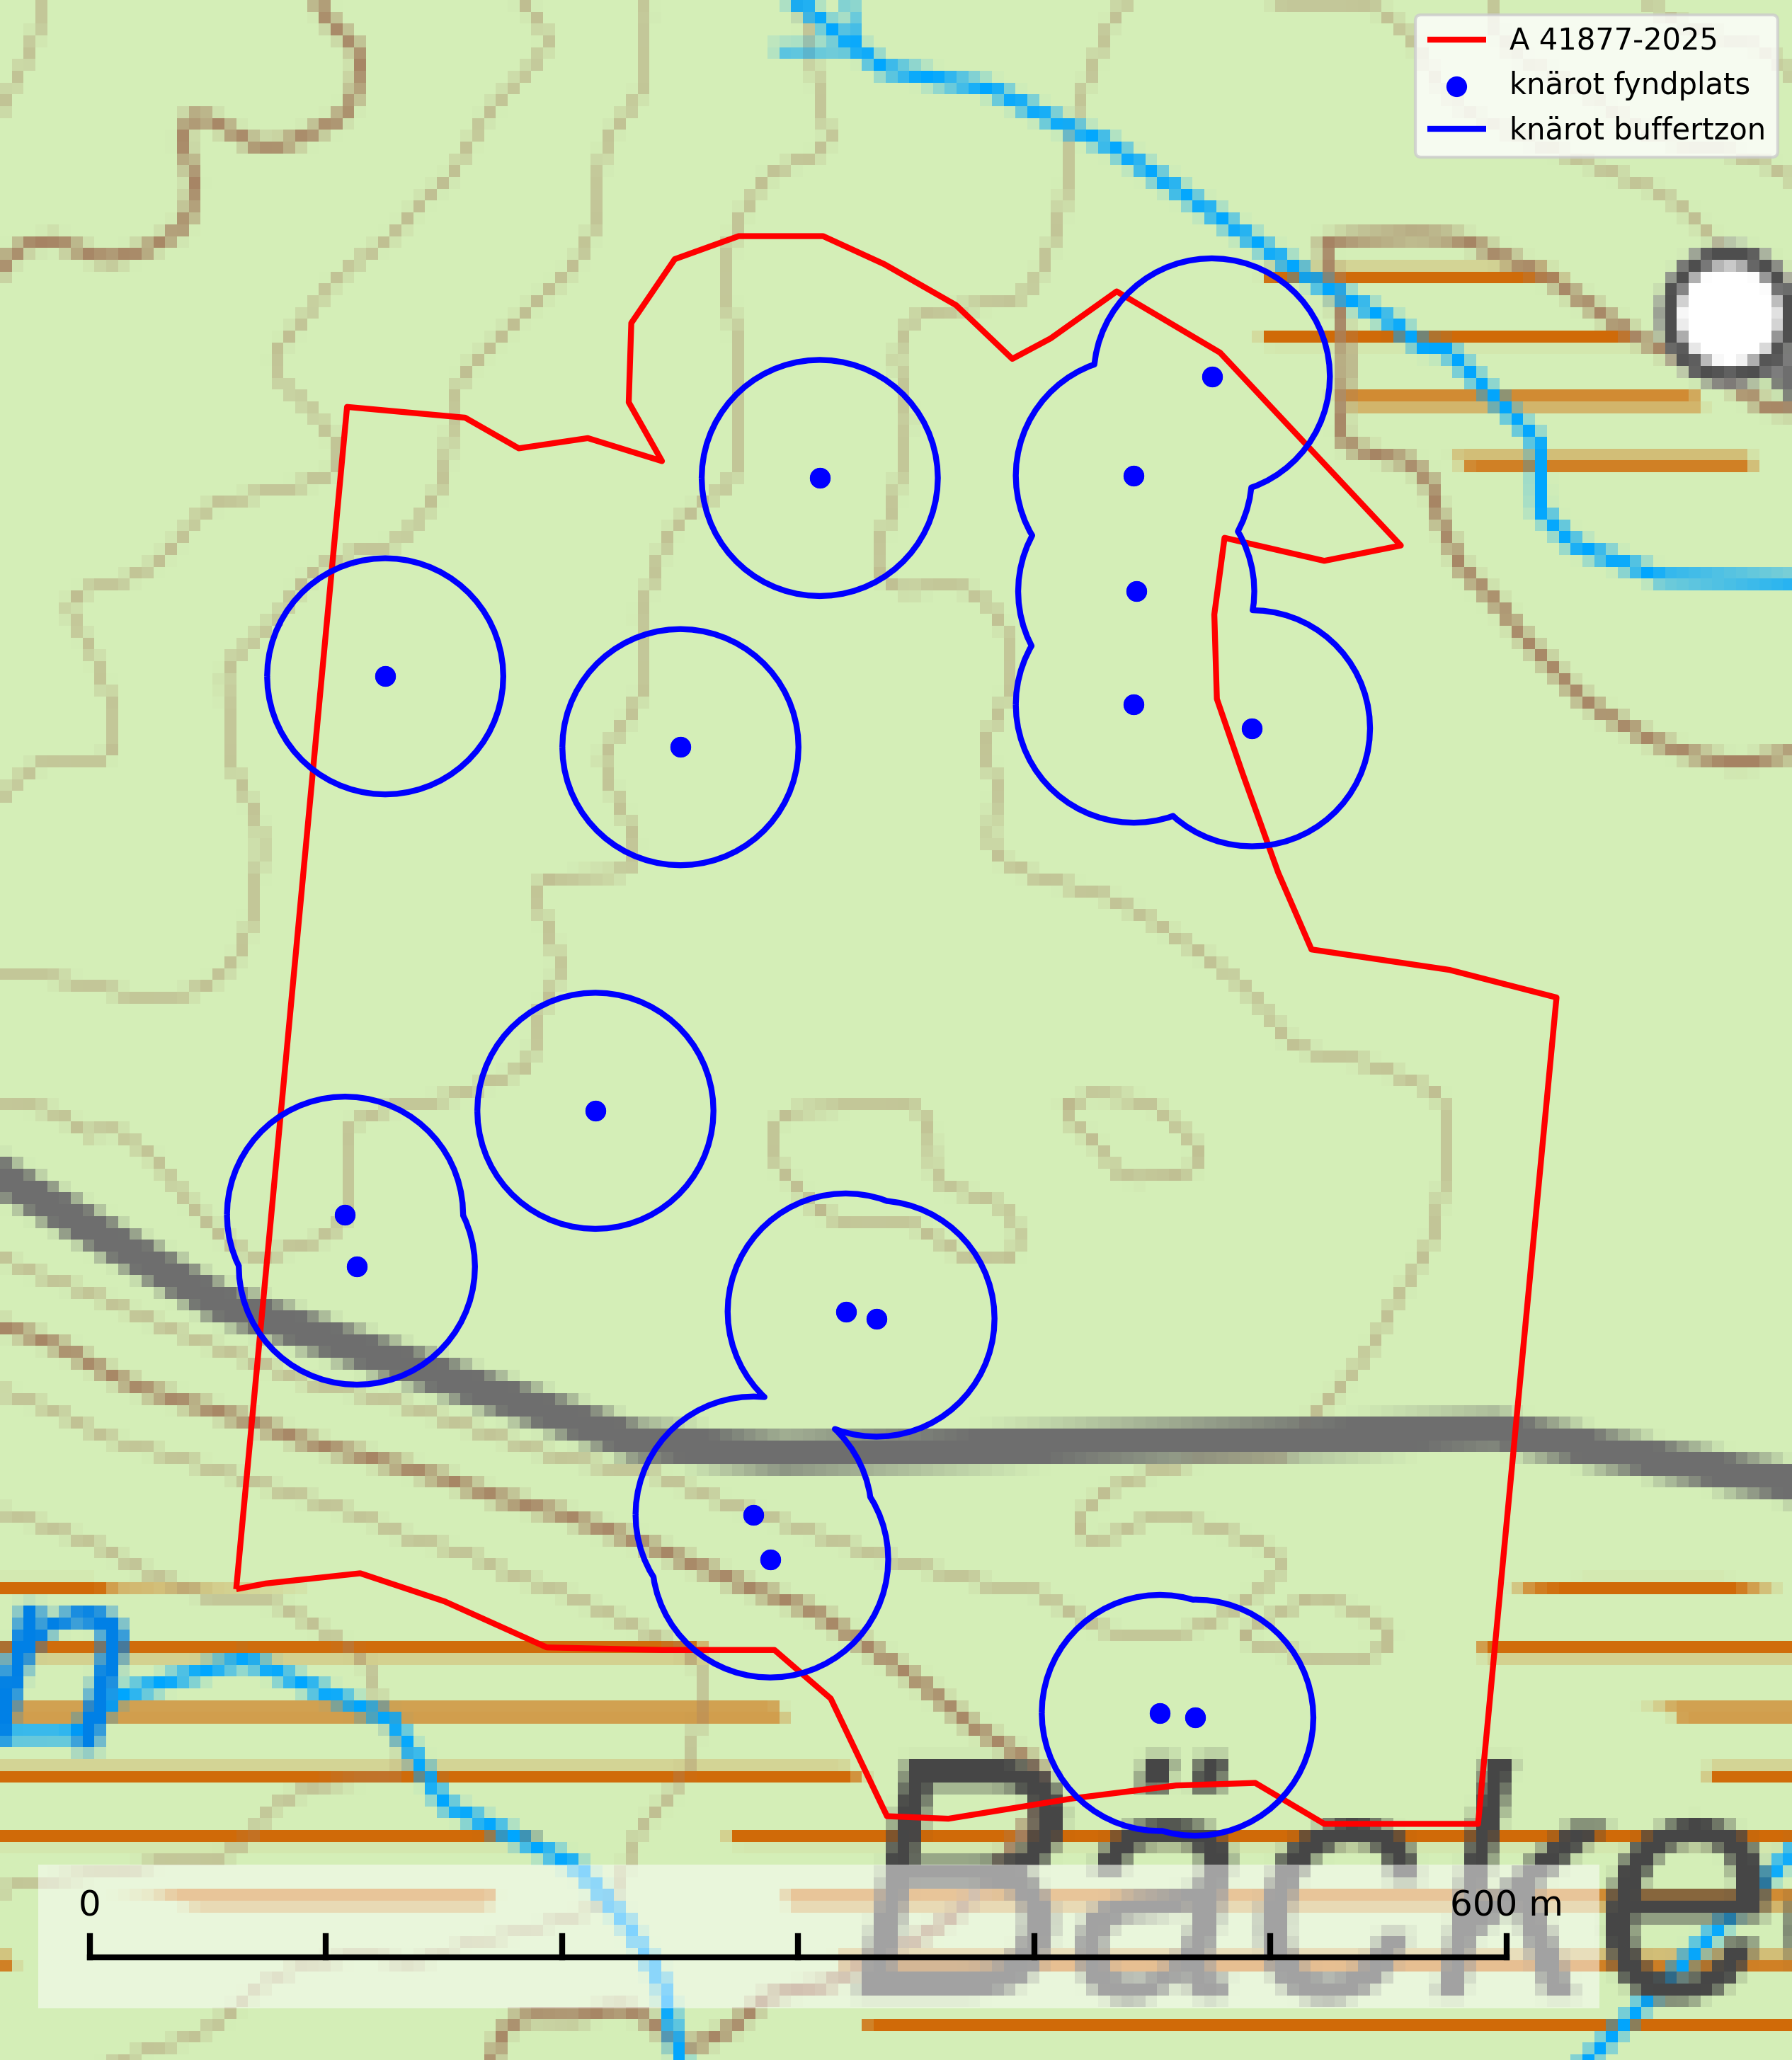 A 41877-2025
knärot fyndplats
knärot buffertzon
n
Bäcke
0 600 m